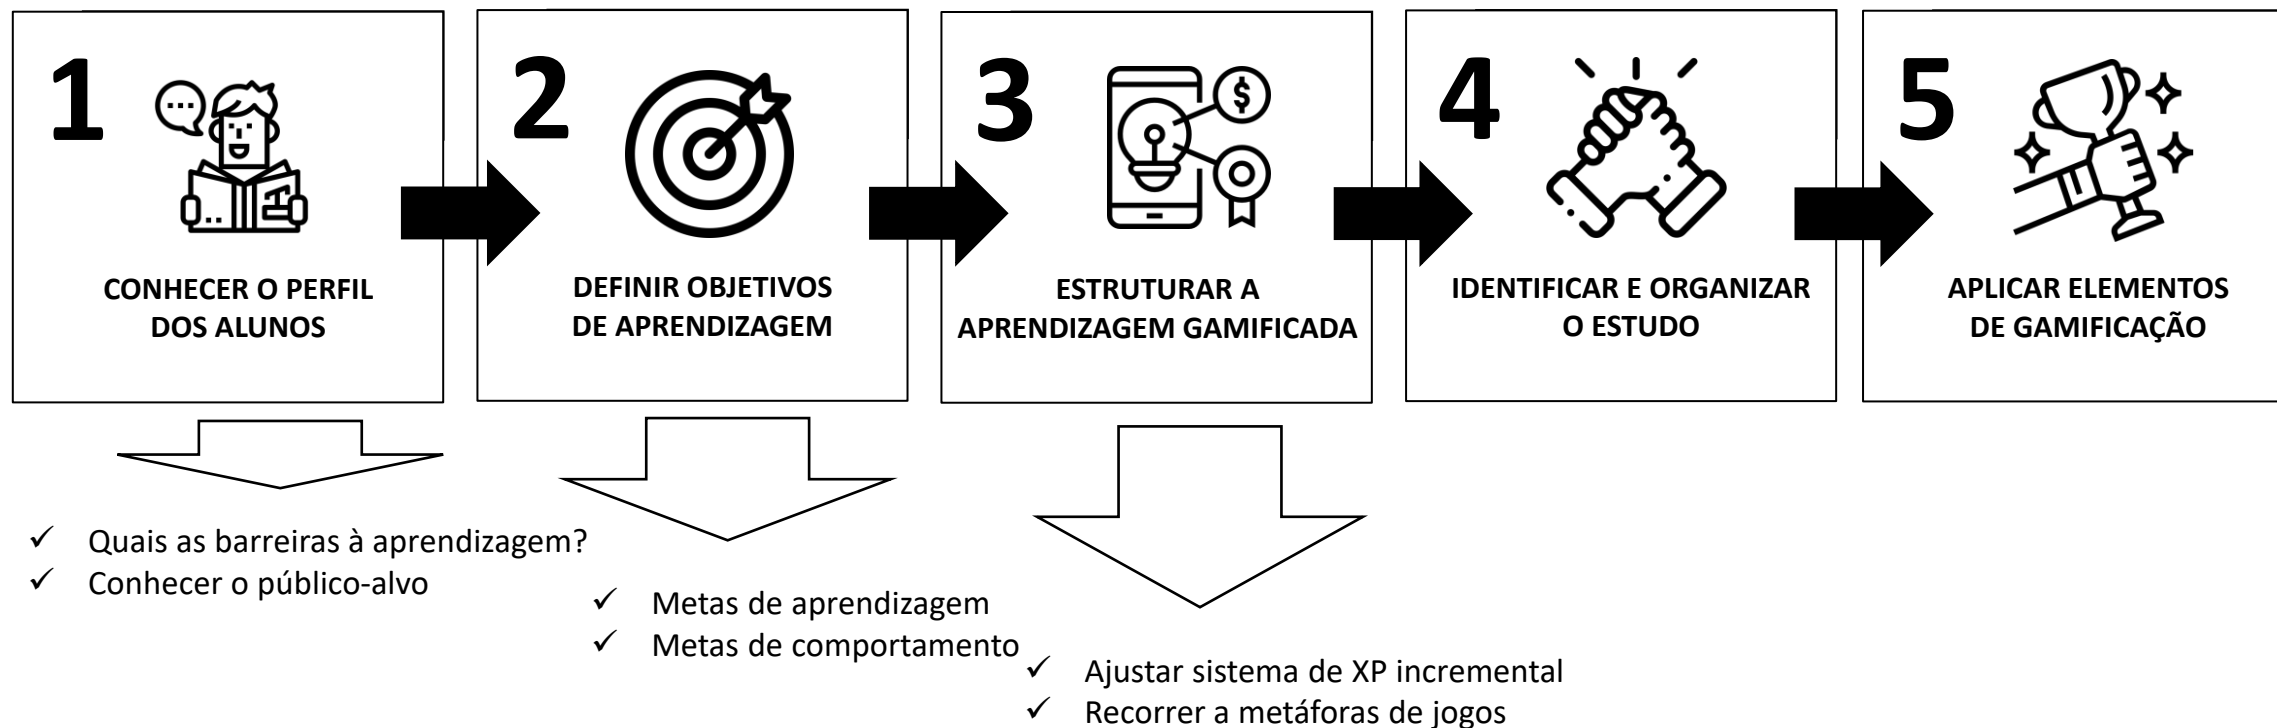 1
CONHECER O PERFIL
DOS ALUNOS
2
DEFINIR OBJETIVOS
DE APRENDIZAGEM
3
$
ESTRUTURAR A
APRENDIZAGEM GAMIFICADA
4
IDENTIFICAR E ORGANIZAR
O ESTUDO
5
APLICAR ELEMENTOS
DE GAMIFICAÇÃO
✓ Quais as barreiras à aprendizagem?
✓ Conhecer o público-alvo
✓ Metas de aprendizagem
✓ Metas de comportamento
✓ Ajustar sistema de XP incremental
✓ Recorrer a metáforas de jogos